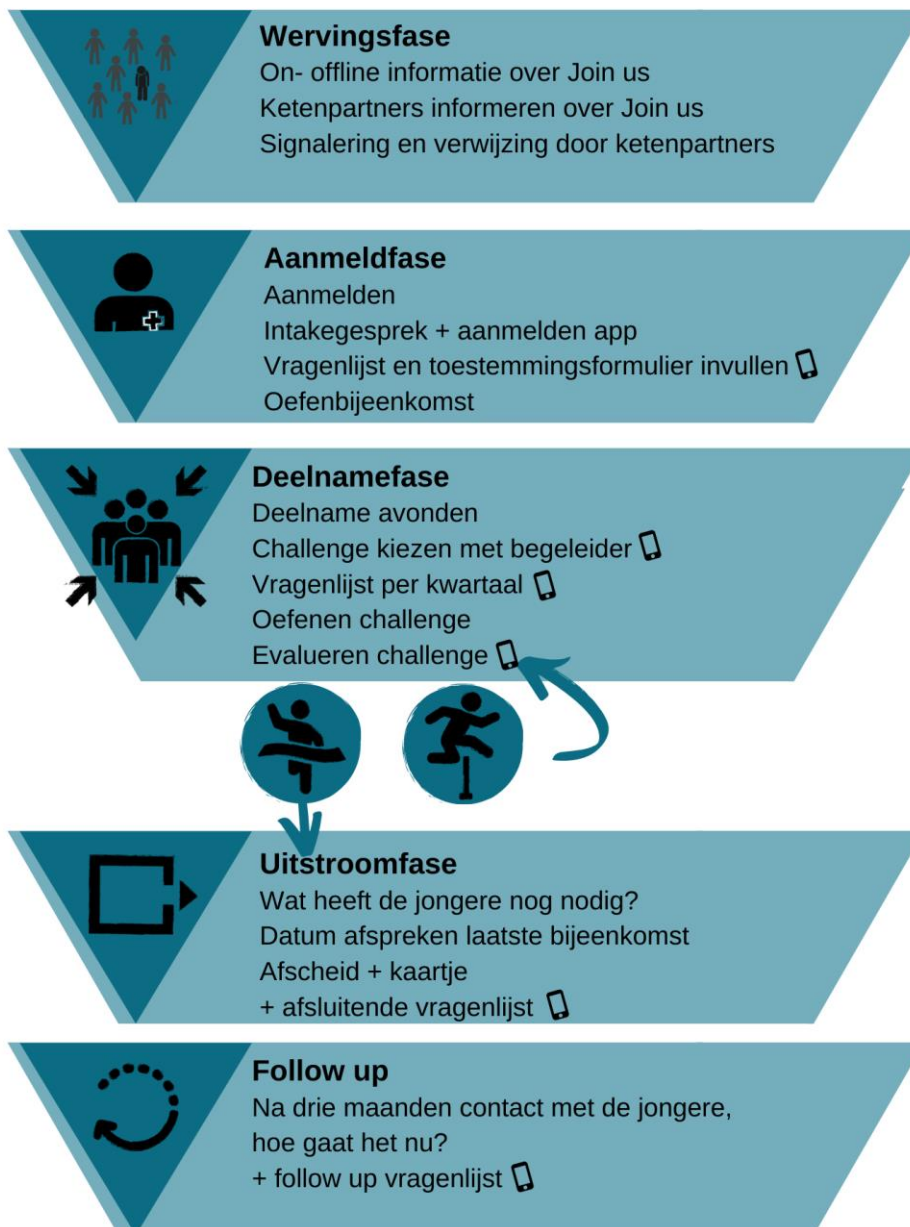 Wervingsfase
On- offline informatie over Join us
Ketenpartners informeren over Join us
Signalering en verwijzing door ketenpartners
Aanmeldfase
Aanmelden
Intakegesprek + aanmelden app
Vragenlijst en toestemmingsformulier invullen
Oefenbijeenkomst
Deelnamefase
Deelname avonden
Challenge kiezen met begeleider
Vragenlijst per kwartaal
Oefenen challenge
Evalueren challenge
Uitstroomfase
Wat heeft de jongere nog nodig?
Datum afspreken laatste bijeenkomst
Afscheid + kaartje
+ afsluitende vragenlijst
Follow up
Na drie maanden contact met de jongere,
hoe gaat het nu?
+ follow up vragenlijst